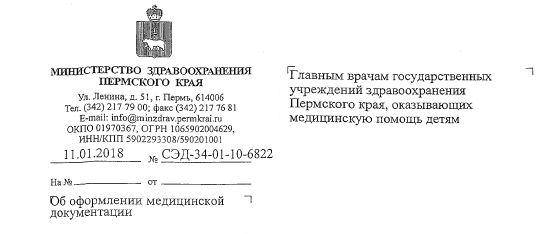 МИНИСТЕРСТВО ЗДРАВООХРАНЕНИЯ
ПЕРМСКОГО КРАЯ
Ул. Ленина, д. 51, г. Пермь, 614006
Тел. (342) 217 79 00; факс (342) 217 76 81
E-mail: info@minzdrav.permkrai.ru
ОКПО 01970367, ОГРН 1065902004629,
ИНН/КПП 5902293308/590201001
11.01.2018 № СЭД-34-01-10-6822
На № от
Об оформлении медицинской
документации
Главным врачам государственных
учреждений здравоохранения
Пермского края, оказывающих
медицинскую помощь детям